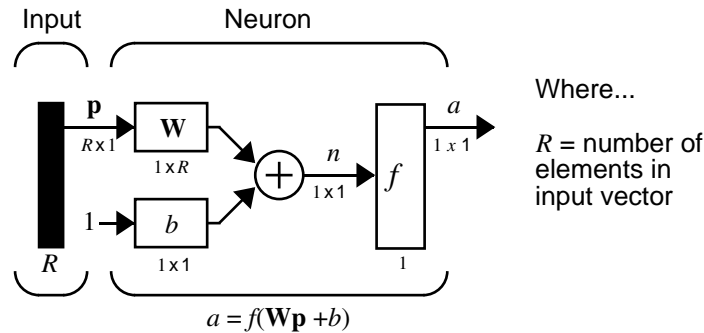 Input Neuron
p a Where...
W n
R x 1 1 x 1
1 x R f R = number of
1 x 1 elements in
1 b input vector
R 1 x 1 1
a = f(Wp +b)